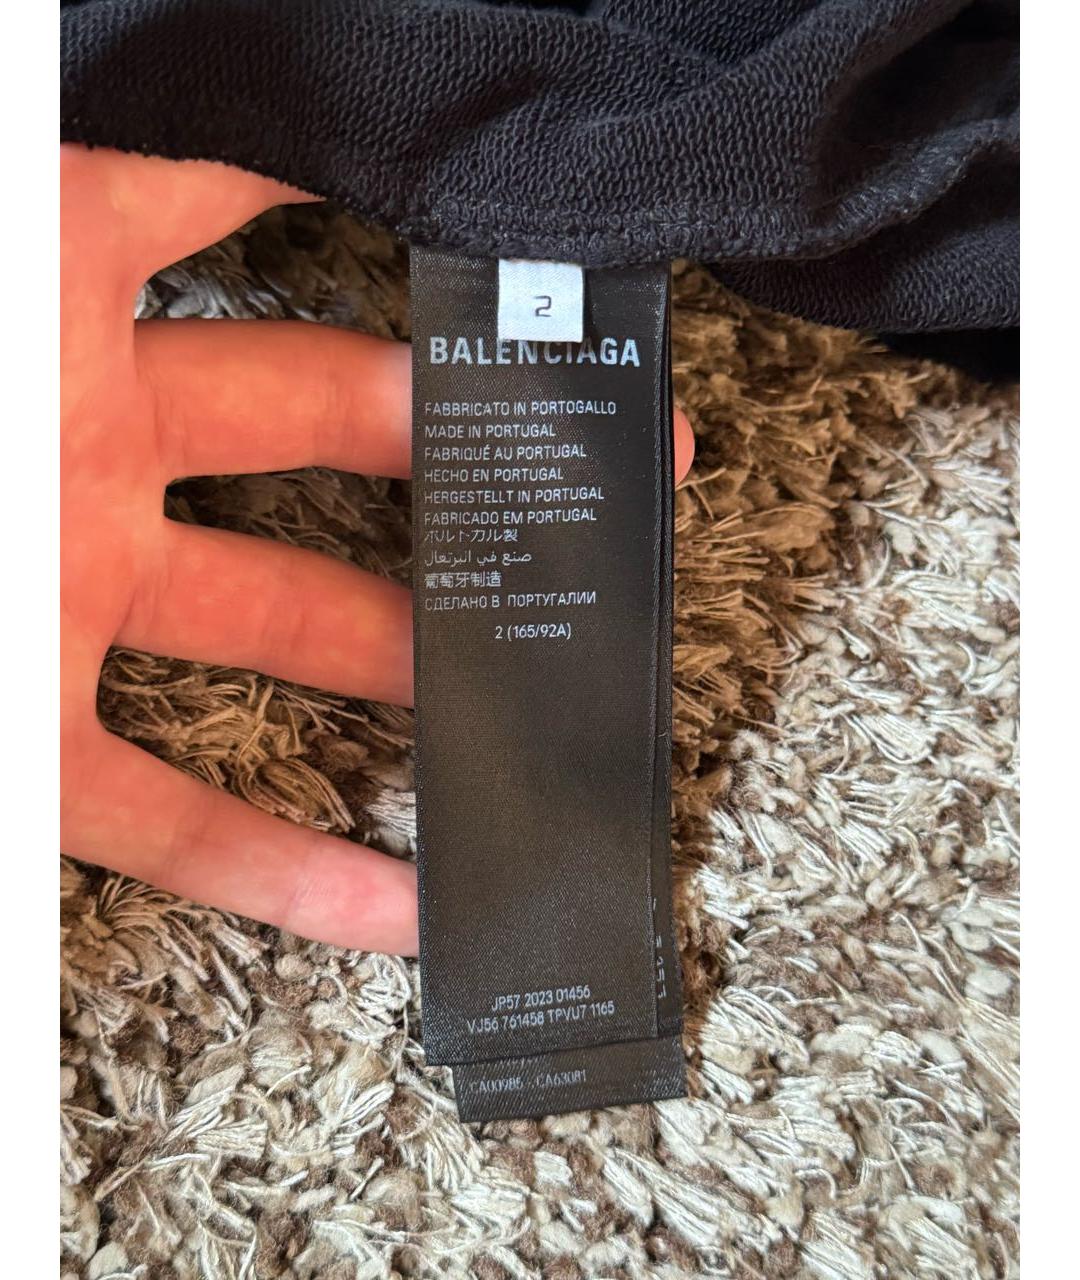 2
BALENCIAGA
FABBRICATO IN PORTOGALLO
MADE IN PORTUGAL
FABRIQUÉ AU PORTUGAL
HECHO EN PORTUGAL
HERGESTELLT IN PORTUGAL
FABRICADO EM PORTUGAL
ポルトガル製
صنع في البرتغال
葡萄牙制造
СДЕЛАНО В ПОРТУГАЛИИ
2 (165/92A)
JP57 2023 01456
VJ56 761458 TPVU7 1165
CA00986 - CA63081